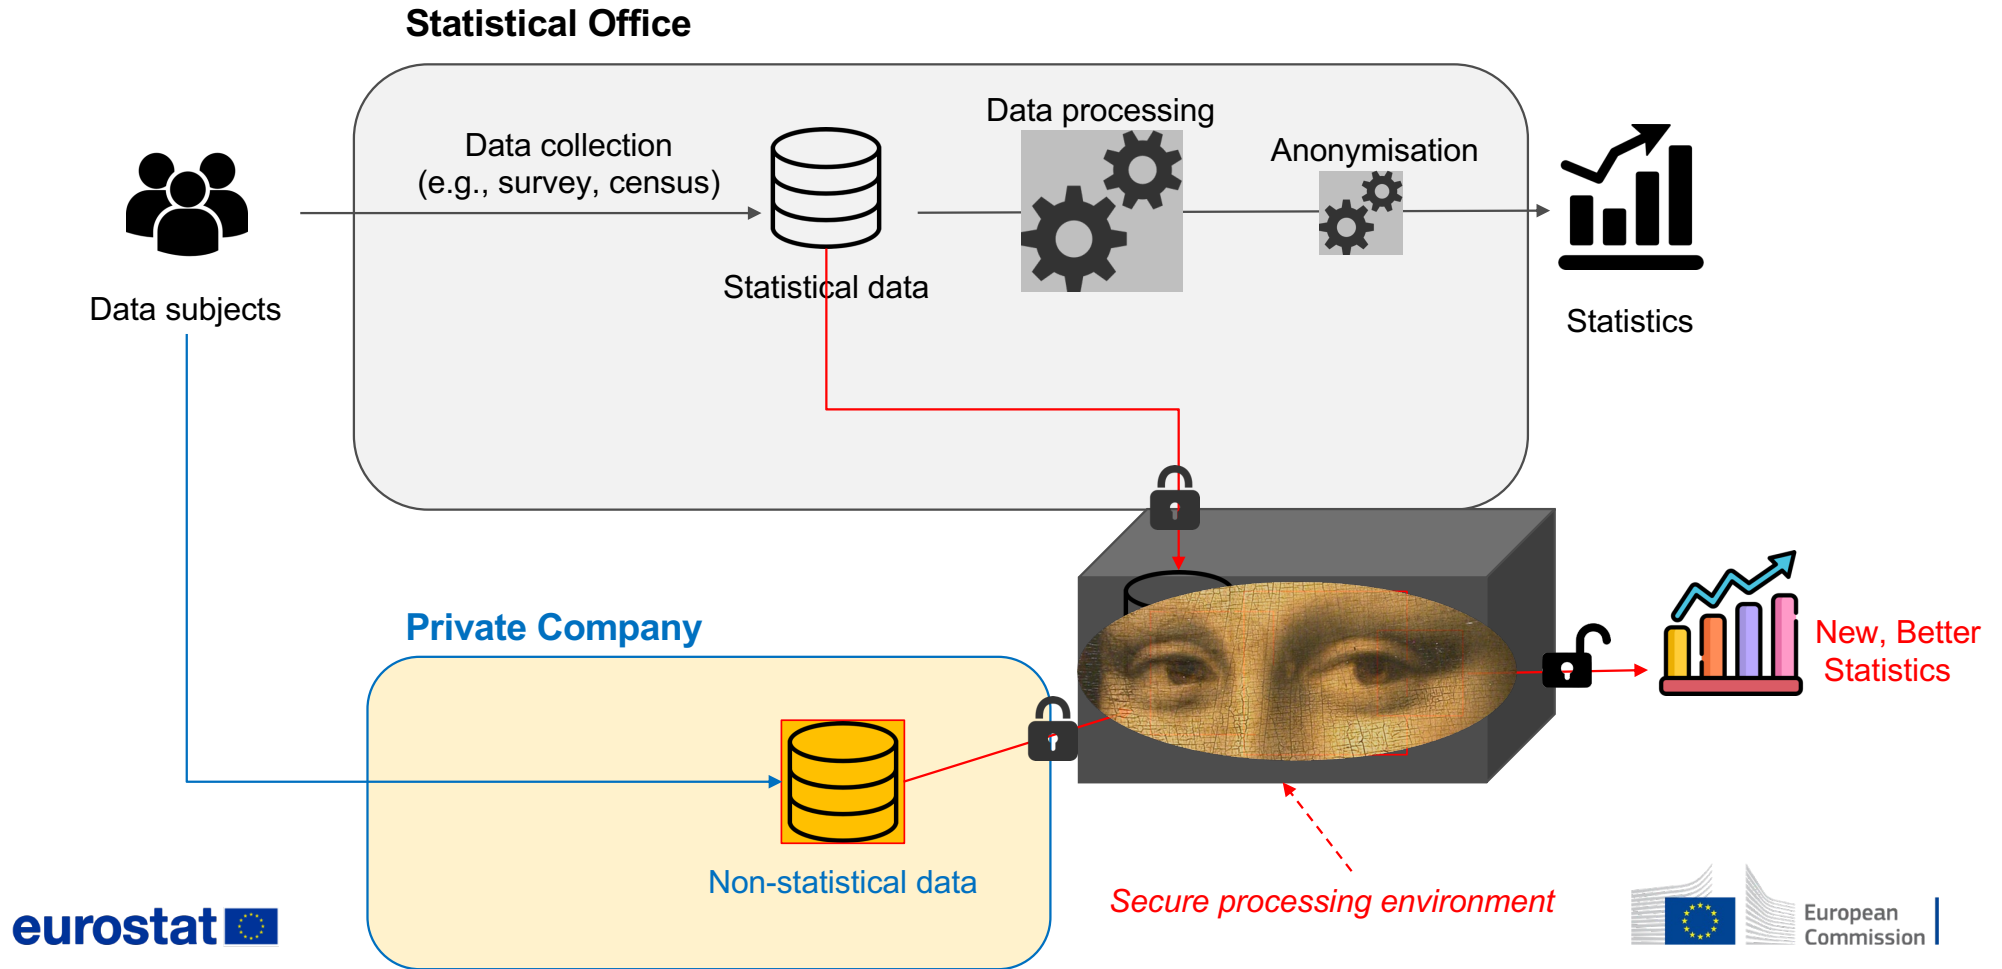 Statistical Office
Data processing
Data collection
(e.g., survey, census)
Anonymisation
Statistical data
Data subjects
Statistics
Private Company
New, Better
Statistics
Non-statistical data
Secure processing environment
eurostat
European
Commission